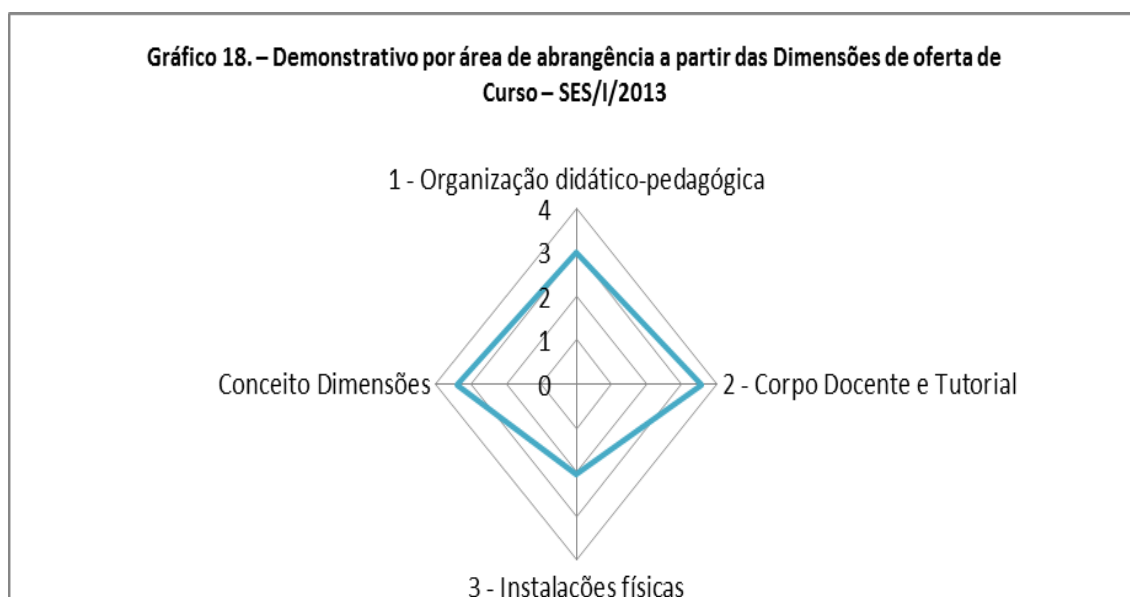 Gráfico 18. – Demonstrativo por área de abrangência a partir das Dimensões de oferta de
Curso – SES/I/2013
1 - Organização didático-pedagógica
4
3
2
1
0
Conceito Dimensões
2 - Corpo Docente e Tutorial
3 - Instalações físicas